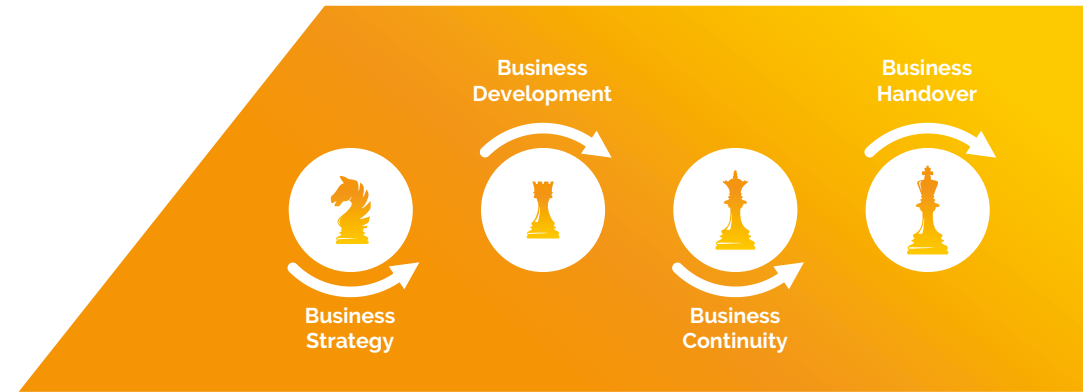 Business
Strategy
Business
Development
Business
Continuity
Business
Handover